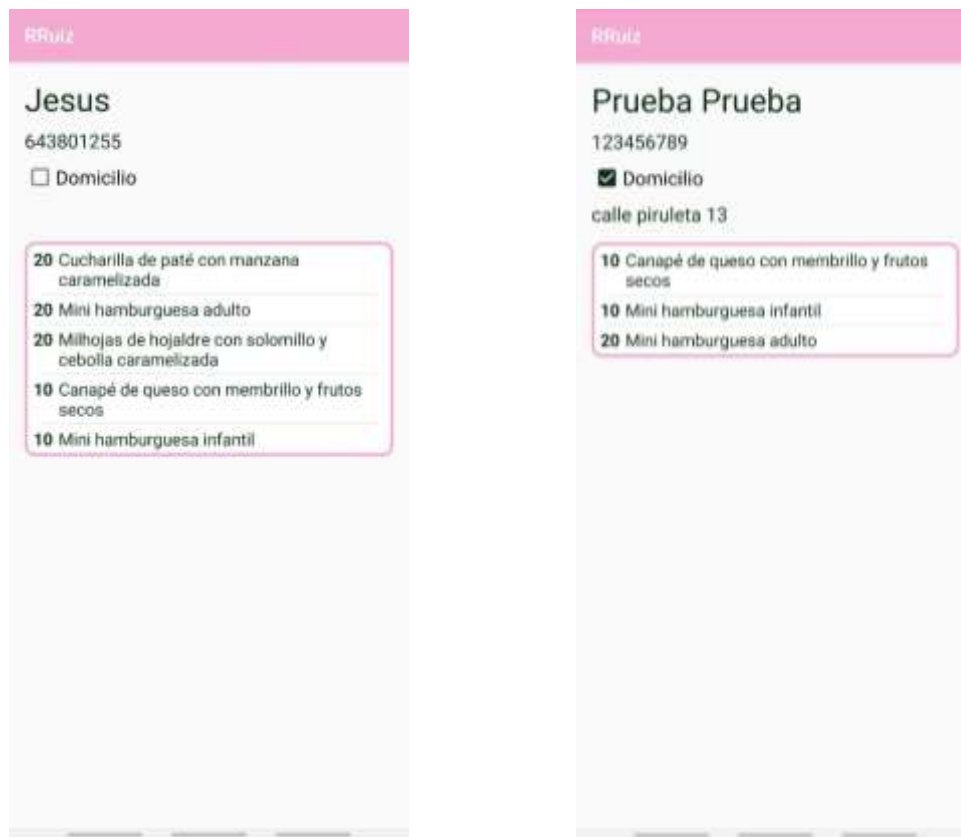 RRuiz
Jesus
643801255
Domicilio
20 Cucharilla de paté con manzana
caramelizada
20 Mini hamburguesa adulto
20 Milhojas de hojaldre con solomillo y
cebolla caramelizada
10 Canapé de queso con membrillo y frutos
secos
10 Mini hamburguesa infantil
RRuiz
Prueba Prueba
123456789
Domicilio
calle piruleta 13
10 Canapé de queso con membrillo y frutos
secos
10 Mini hamburguesa infantil
20 Mini hamburguesa adulto